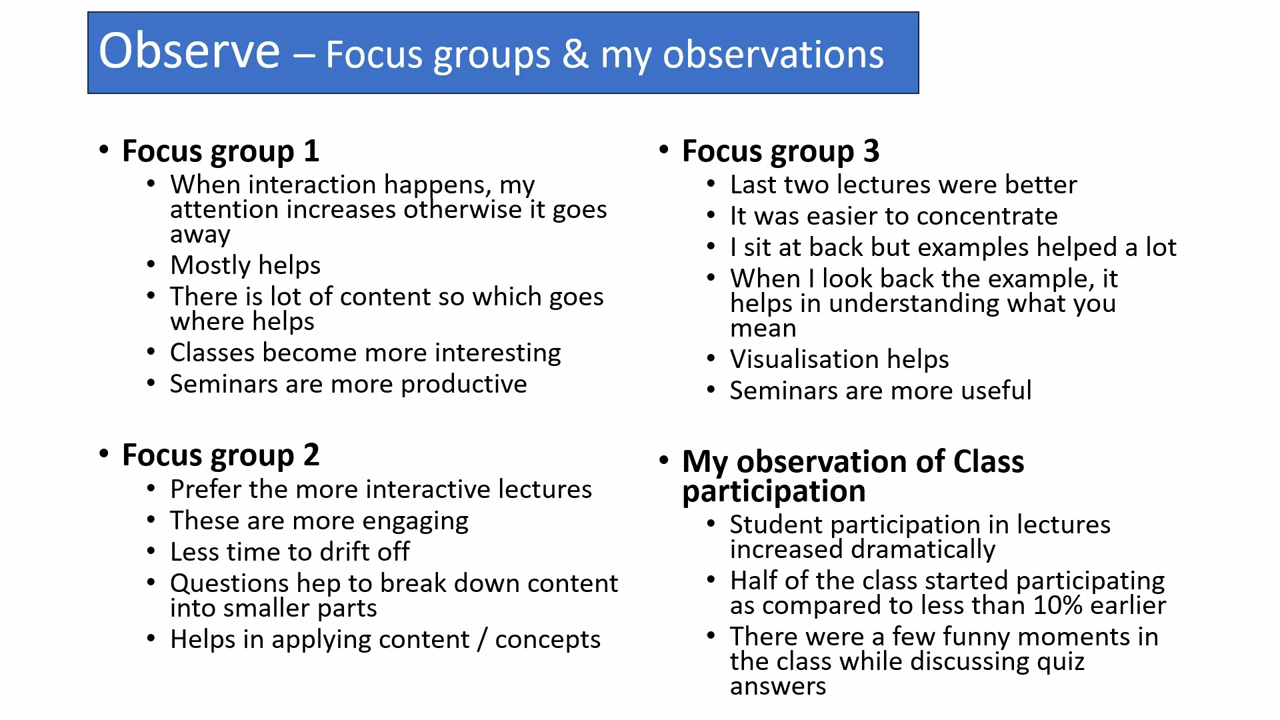 Observe – Focus groups & my observations
• Focus group 1
• When interaction happens, my
attention increases otherwise it goes
away
• Mostly helps
• There is lot of content so which goes
where helps
• Classes become more interesting
• Seminars are more productive
• Focus group 2
• Prefer the more interactive lectures
• These are more engaging
• Less time to drift off
• Questions hep to break down content
into smaller parts
• Helps in applying content / concepts
• Focus group 3
• Last two lectures were better
• It was easier to concentrate
• I sit at back but examples helped a lot
• When I look back the example, it
helps in understanding what you
mean
• Visualisation helps
• Seminars are more useful
• My observation of Class
participation
• Student participation in lectures
increased dramatically
• Half of the class started participating
as compared to less than 10% earlier
• There were a few funny moments in
the class while discussing quiz
answers